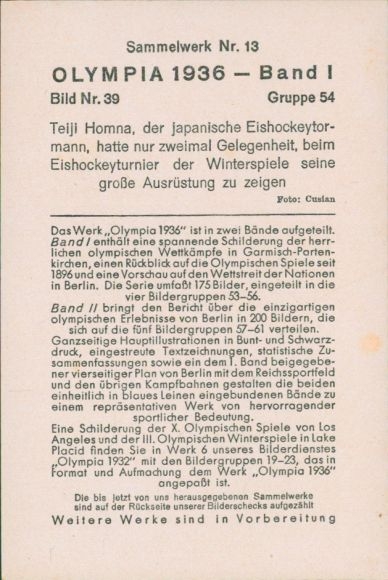 Sammelwerk Nr. 13
OLYMPIA 1936 – Band I
Bild Nr. 39 Gruppe 54
Teiji Homna, der japanische Eishockeytor-
mann, hatte nur zweimal Gelegenheit, beim
Eishockeyturnier der Winterspiele seine
große Ausrüstung zu zeigen
Foto: Cusian
Das Werk „Olympia 1936“ ist in zwei Bände aufgeteilt.
Band I enthält eine spannende Schilderung der herr-
lichen olympischen Wettkämpfe in Garmisch-Parten-
kirchen, einen Rückblick auf die Olympischen Spiele seit
1896 und eine Vorschau auf den Wettstreit der Nationen
in Berlin. Die Serie umfaßt 175 Bilder, eingeteilt in die
vier Bildergruppen 53–56.
Band II bringt den Bericht über die einzigartigen
olympischen Erlebnisse von Berlin in 200 Bildern, die
sich auf die fünf Bildergruppen 57–61 verteilen.
Ganzseitige Hauptillustrationen in Bunt- und Schwarz-
druck, eingestreute Textzeichnungen, statistische Zu-
sammenfassungen sowie ein dem I. Band beigegebe-
ner vierseitiger Plan von Berlin mit dem Reichssportfeld
und den übrigen Kampfbahnen gestalten die beiden
einheitlich in blaues Leinen eingebundenen Bände zu
einem repräsentativen Werk von hervorragender
sportlicher Bedeutung.
Eine Schilderung der X. Olympischen Spiele von Los
Angeles und der III. Olympischen Winterspiele in Lake
Placid finden Sie in Werk 6 unseres Bilderdienstes
„Olympia 1932“ mit den Bildergruppen 19–23, das in
Format und Aufmachung dem Werk „Olympia 1936“
angepaßt ist.
Die bis jetzt von uns herausgegebenen Sammelwerke
sind auf der Rückseite unserer Bilderschecks aufgezählt
Weitere Werke sind in Vorbereitung